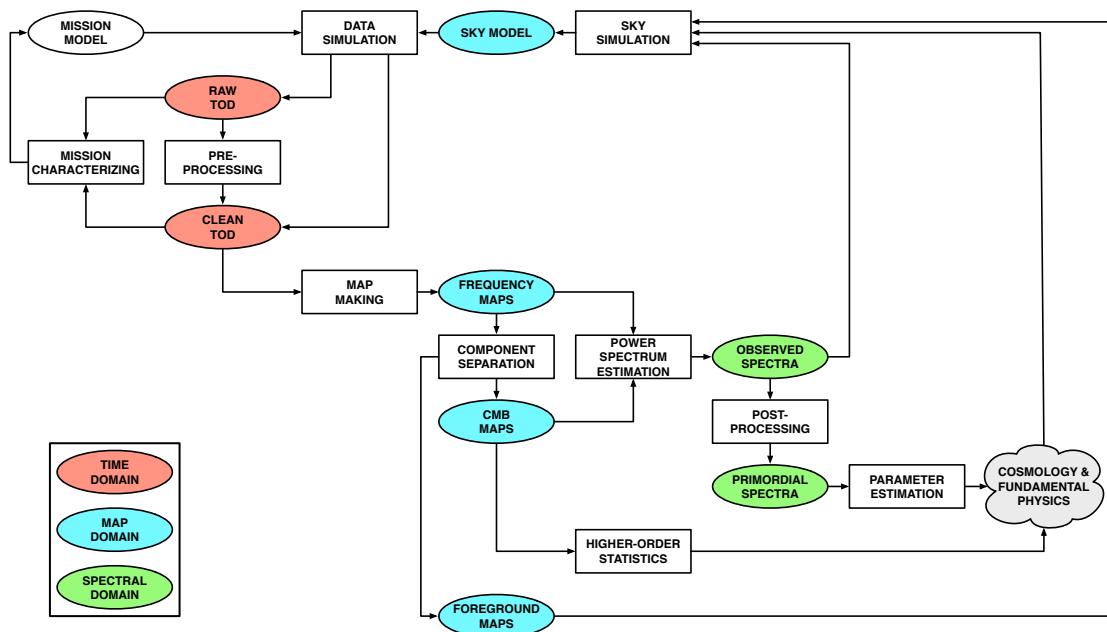 MISSION
MODEL
DATA
SIMULATION
SKY MODEL
SKY
SIMULATION
RAW
TOD
MISSION
CHARACTERIZING
PRE-
PROCESSING
CLEAN
TOD
MAP
MAKING
FREQUENCY
MAPS
COMPONENT
SEPARATION
POWER
SPECTRUM
ESTIMATION
OBSERVED
SPECTRA
CMB
MAPS
POST-
PROCESSING
PRIMORDIAL
SPECTRA
PARAMETER
ESTIMATION
COSMOLOGY &
FUNDAMENTAL
PHYSICS
HIGHER-ORDER
STATISTICS
FOREGROUND
MAPS
TIME
DOMAIN
MAP
DOMAIN
SPECTRAL
DOMAIN